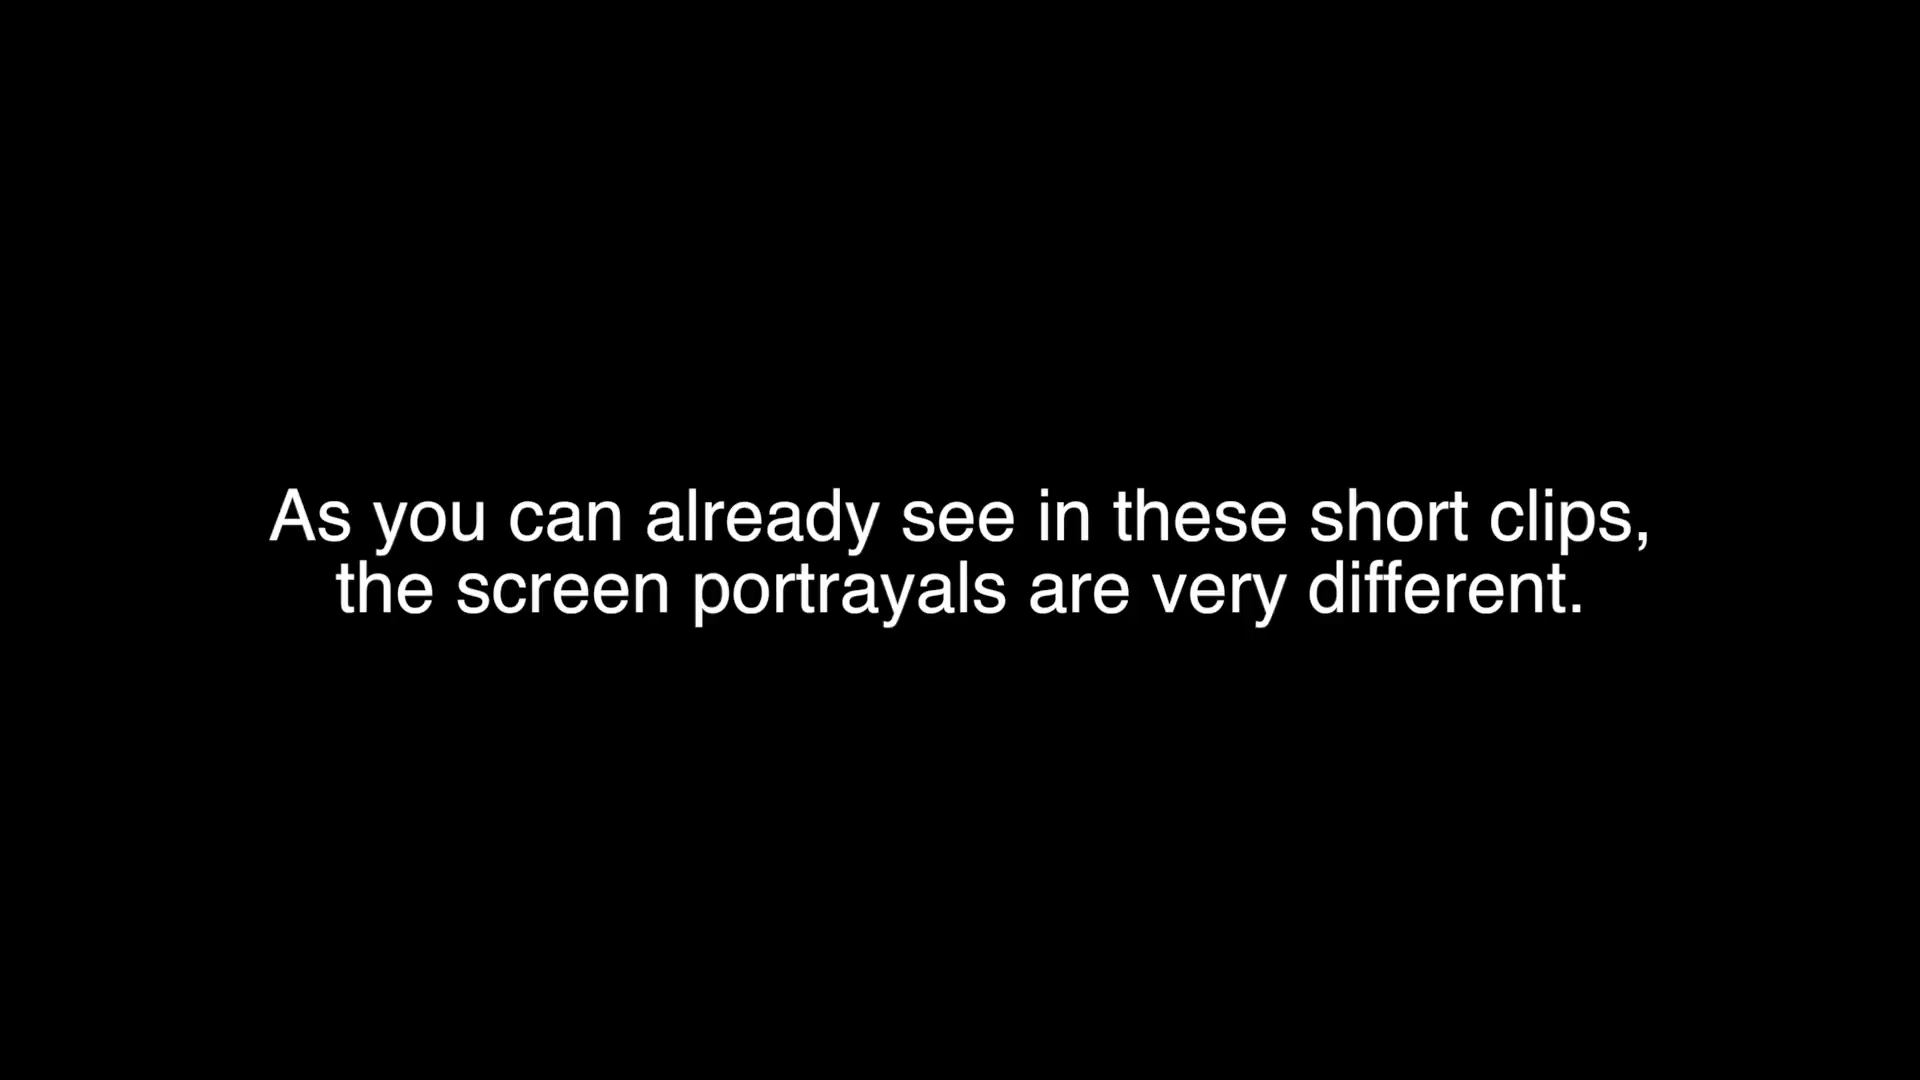 As you can already see in these short clips,
the screen portrayals are very different.